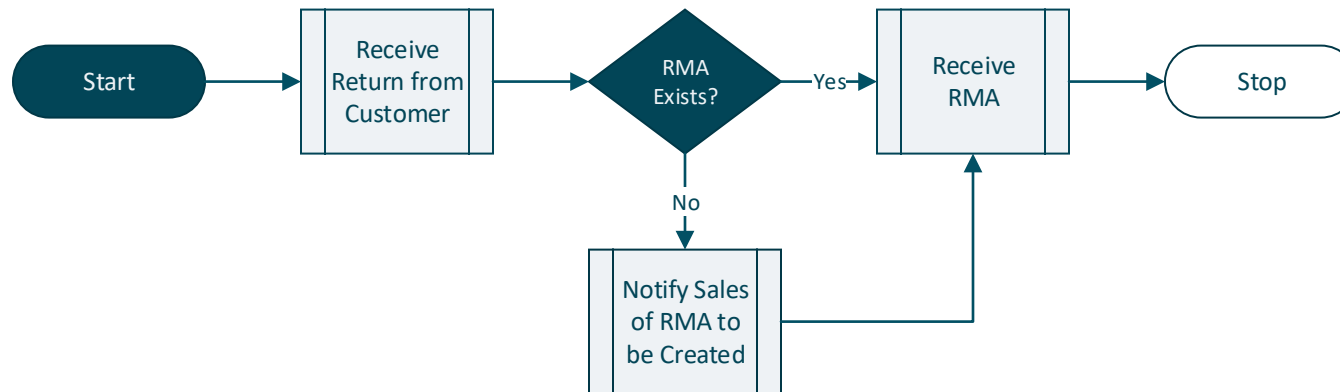 Start
Receive
Return from
Customer
RMA
Exists?
Yes
Receive
RMA
Stop
No
Notify Sales
of RMA to
be Created